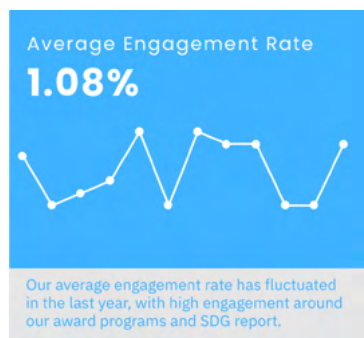 Average Engagement Rate
1.08%
Our average engagement rate has fluctuated
in the last year, with high engagement around
our award programs and SDG report.